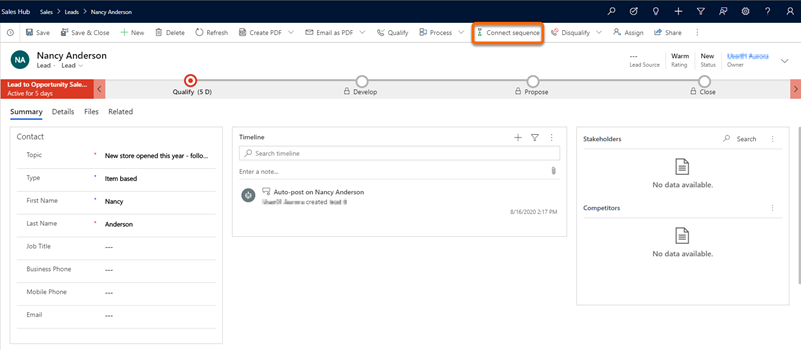 Sales Hub Sales > Leads > Nancy Anderson
Save Save & Close New Delete Refresh Create PDF Email as PDF Qualify Process Connect sequence Disqualify Assign Share
NA Nancy Anderson
Lead · Lead
--- Lead Source
Warm Rating
New Status
User01 Aurora Owner
Lead to Opportunity Sale...
Active for 5 days
Qualify (5 D) Develop Propose Close
Summary Details Files Related
Contact
Topic * New store opened this year - follo...
Type * Item based
First Name * Nancy
Last Name * Anderson
Job Title ---
Business Phone ---
Mobile Phone ---
Email ---
Timeline
Search timeline
Enter a note...
Auto-post on Nancy Anderson
User01 Aurora created lead it
8/16/2020 2:17 PM
Stakeholders Search
No data available.
Competitors
No data available.